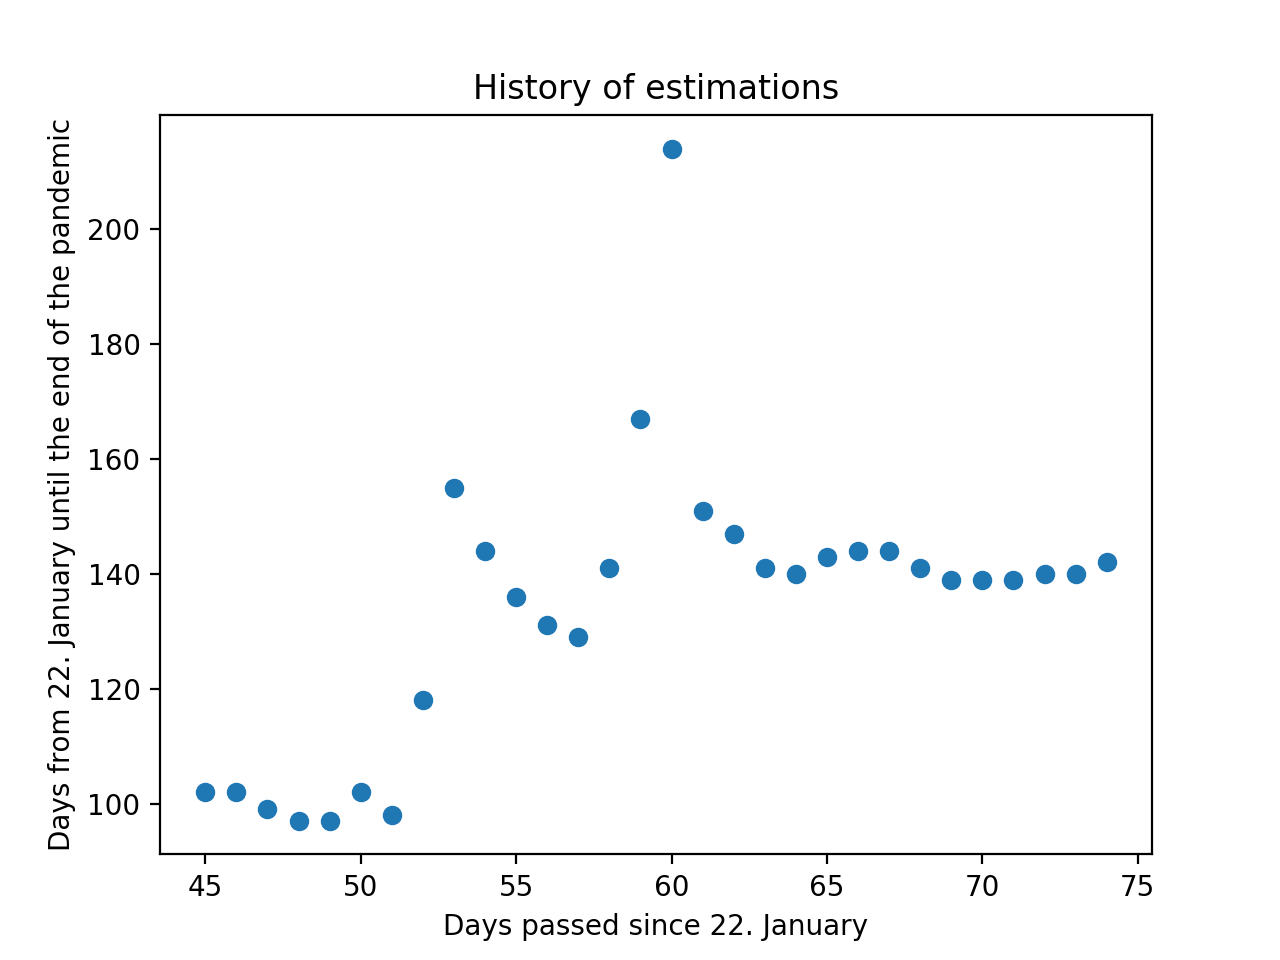 History of estimations
Days from 22. January until the end of the pandemic
200
180
160
140
120
100
45 50 55 60 65 70 75
Days passed since 22. January